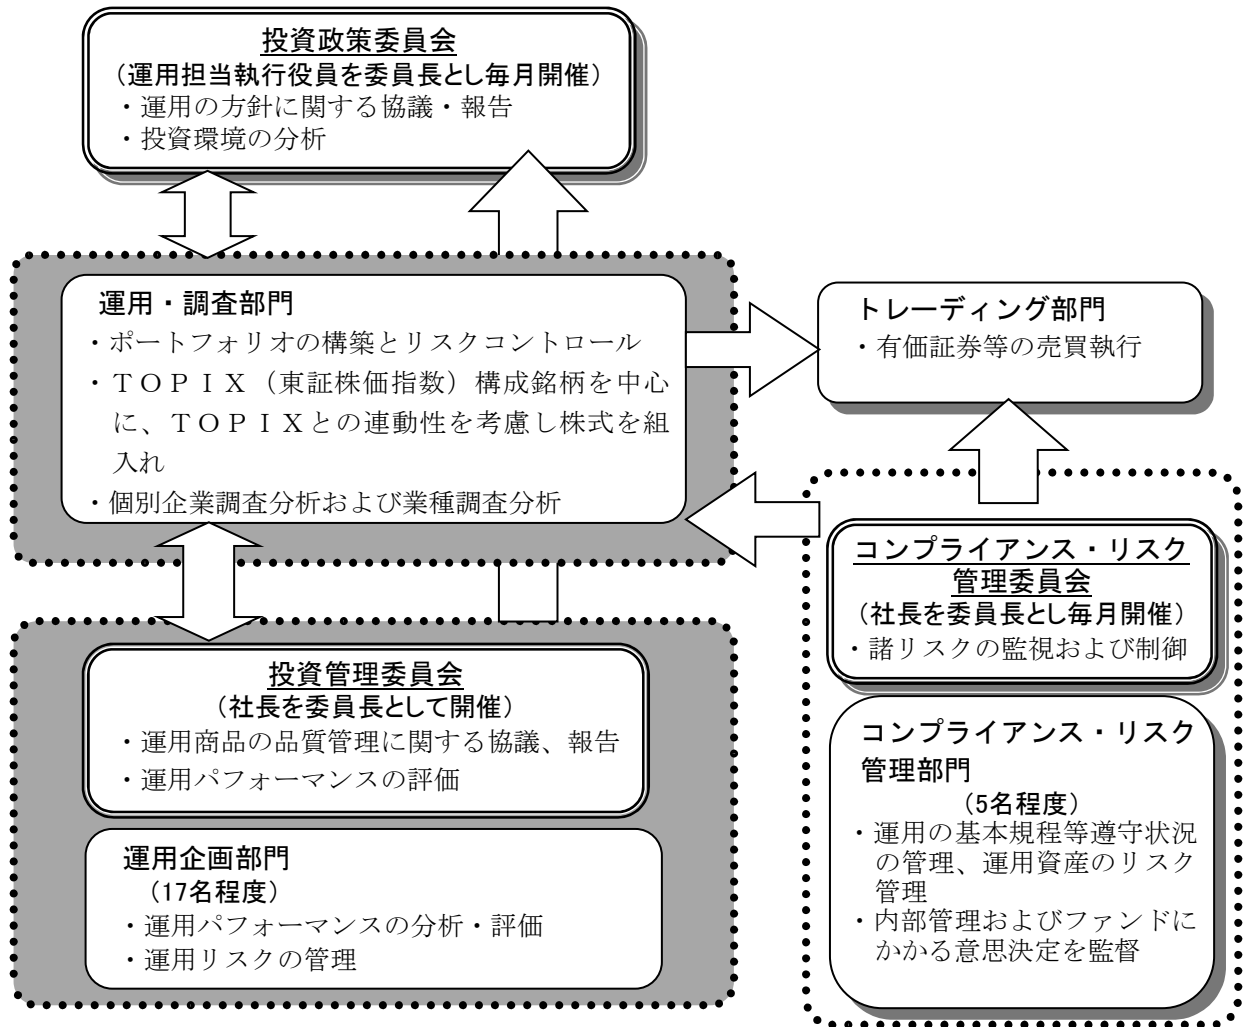 投資政策委員会
（運用担当執行役員を委員長とし毎月開催）
・運用の方針に関する協議・報告
・投資環境の分析
運用・調査部門
・ポートフォリオの構築とリスクコントロール
・ＴＯＰＩＸ（東証株価指数）構成銘柄を中心
に、ＴＯＰＩＸとの連動性を考慮し株式を組
入れ
・個別企業調査分析および業種調査分析
トレーディング部門
・有価証券等の売買執行
投資管理委員会
（社長を委員長として開催）
・運用商品の品質管理に関する協議、報告
・運用パフォーマンスの評価
運用企画部門
（17名程度）
・運用パフォーマンスの分析・評価
・運用リスクの管理
コンプライアンス・リスク
管理委員会
（社長を委員長とし毎月開催）
・諸リスクの監視および制御
コンプライアンス・リスク
管理部門
（5名程度）
・運用の基本規程等遵守状況
の管理、運用資産のリスク
管理
・内部管理およびファンドに
かかる意思決定を監督